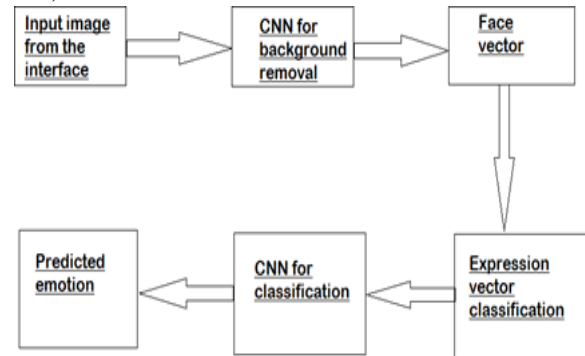 Input image
from the
interface
CNN for
background
removal
Face
vector
Predicted
emotion
CNN for
classification
Expression
vector
classification